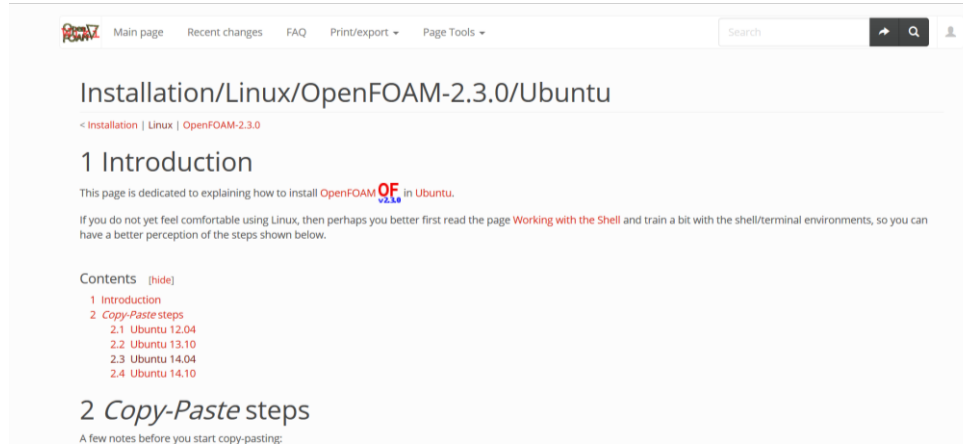 Open FOAM
Main page Recent changes FAQ Print/export Page Tools Search
Installation/Linux/OpenFOAM-2.3.0/Ubuntu
< Installation | Linux | OpenFOAM-2.3.0
1 Introduction
This page is dedicated to explaining how to install OpenFOAM OF v2.3.0 in Ubuntu.
If you do not yet feel comfortable using Linux, then perhaps you better first read the page Working with the Shell and train a bit with the shell/terminal environments, so you can
have a better perception of the steps shown below.
Contents [hide]
1 Introduction
2 Copy-Paste steps
2.1 Ubuntu 12.04
2.2 Ubuntu 13.10
2.3 Ubuntu 14.04
2.4 Ubuntu 14.10
2 Copy-Paste steps
A few notes before you start copy-pasting: